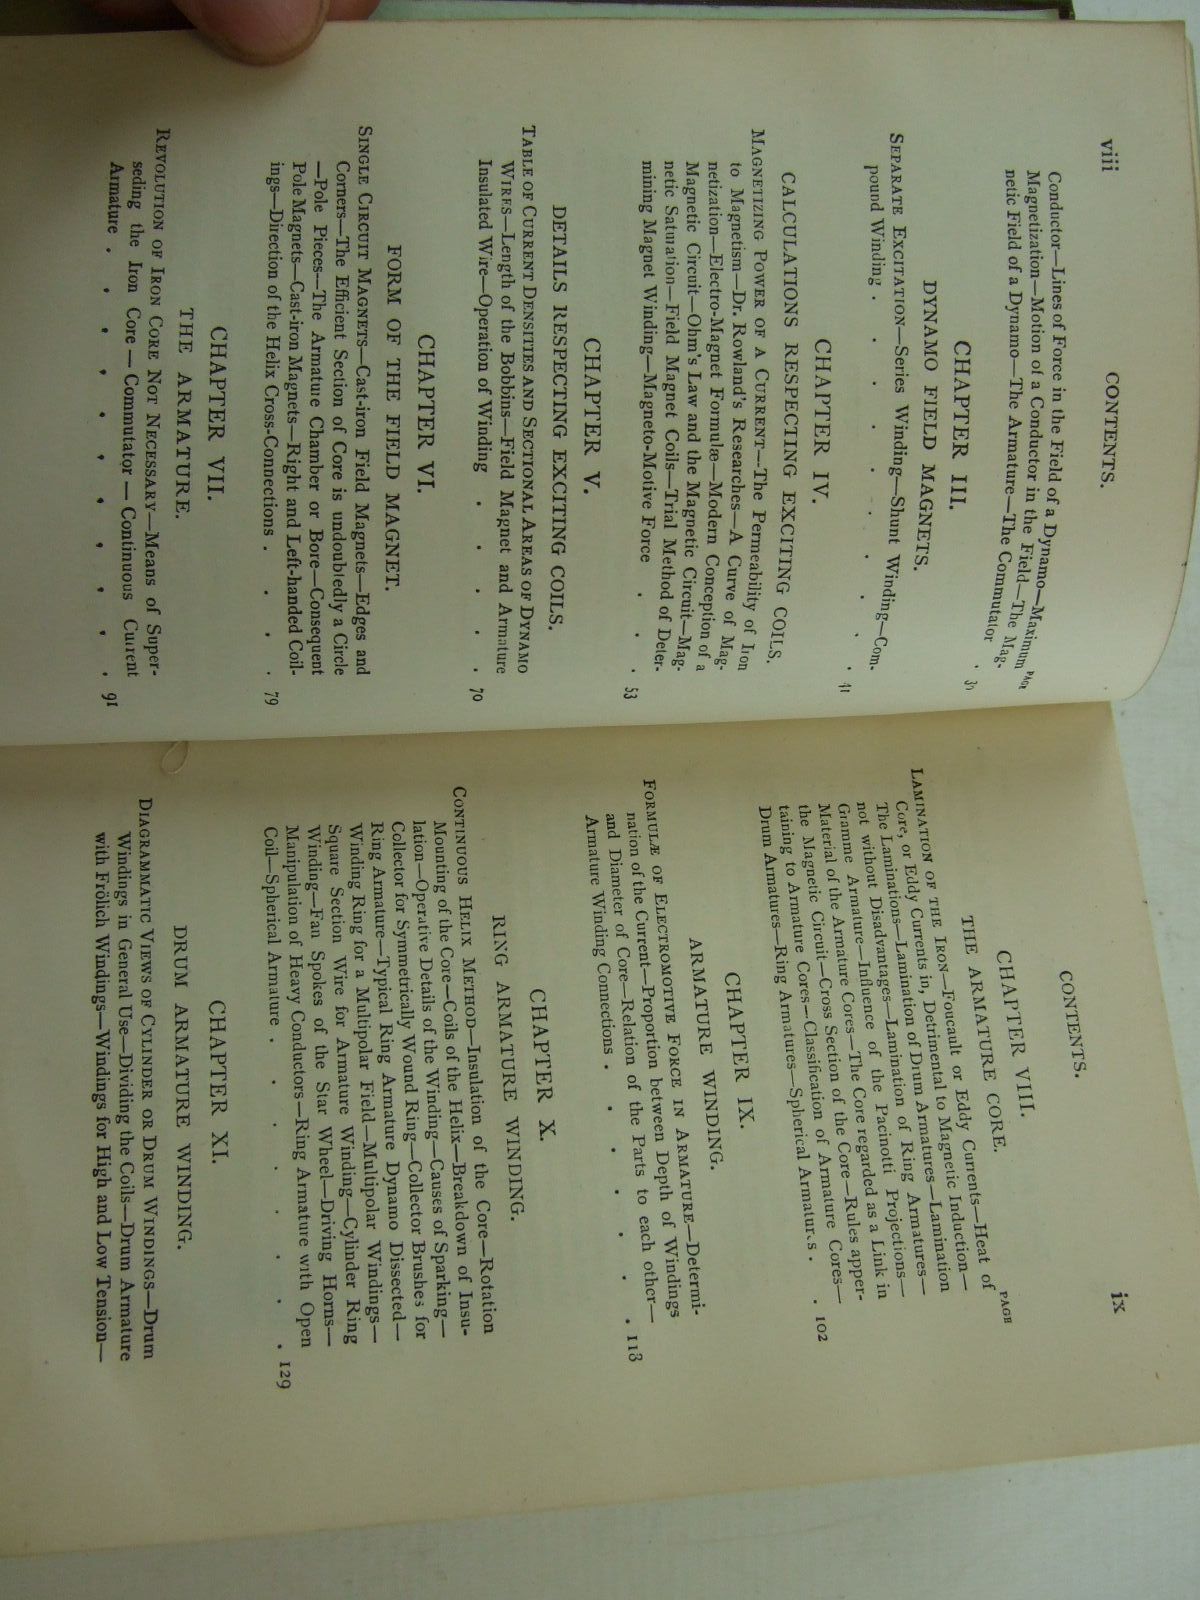 viii
CONTENTS.
PAGE
Conductor—Lines of Force in the Field of a Dynamo—Maximum
Magnetization—Motion of a Conductor in the Field—The Mag-
netic Field of a Dynamo—The Armature—The Commutator .
CHAPTER III.
DYNAMO FIELD MAGNETS.
SEPARATE EXCITATION—Series Winding—Shunt Winding—Com-
pound Winding . . . . . . . . . . 41
CHAPTER IV.
CALCULATIONS RESPECTING EXCITING COILS.
MAGNETIZING POWER OF A CURRENT—The Permeability of Iron
to Magnetism—Dr. Rowland's Researches—A Curve of Mag-
netization—Electro-Magnet Formulæ—Modern Conception of a
Magnetic Circuit—Ohm's Law and the Magnetic Circuit—Mag-
netic Saturation—Field Magnet Coils—Trial Method of Deter-
mining Magnet Winding—Magneto-Motive Force . . . 53
CHAPTER V.
DETAILS RESPECTING EXCITING COILS.
TABLE OF CURRENT DENSITIES AND SECTIONAL AREAS OF DYNAMO
WIRES—Length of the Bobbins—Field Magnet and Armature
Insulated Wire—Operation of Winding . . . . . 70
CHAPTER VI.
FORM OF THE FIELD MAGNET.
SINGLE CIRCUIT MAGNETS—Cast-iron Field Magnets—Edges and
Corners—The Efficient Section of Core is undoubtedly a Circle
—Pole Pieces—The Armature Chamber or Bore—Consequent
Pole Magnets—Cast-iron Magnets—Right and Left-handed Coil-
ings—Direction of the Helix Cross-Connections . . . . 79
CHAPTER VII.
THE ARMATURE.
REVOLUTION OF IRON CORE NOT NECESSARY—Means of Super-
seding the Iron Core—Commutator—Continuous Current
Armature . . . . . . . . . . . 91
CONTENTS.
ix
CHAPTER VIII.
THE ARMATURE CORE.
PAGE
LAMINATION OF THE IRON—Foucault or Eddy Currents—Heat of
Core, or Eddy Currents in, Detrimental to Magnetic Induction—
The Laminations—Lamination of Drum Armatures—Lamination
not without Disadvantages—Lamination of Ring Armatures—
Gramme Armature—Influence of the Pacinotti Projections—
Material of the Armature Cores—The Core regarded as a Link in
the Magnetic Circuit—Cross Section of the Core—Rules apper-
taining to Armature Cores—Classification of Armature Cores—
Drum Armatures—Ring Armatures—Spherical Armatures . . 102
CHAPTER IX.
ARMATURE WINDING.
FORMULÆ OF ELECTROMOTIVE FORCE IN ARMATURE—Determi-
nation of the Current—Proportion between Depth of Windings
and Diameter of Core—Relation of the Parts to each other—
Armature Winding Connections . . . . . . . 113
CHAPTER X.
RING ARMATURE WINDING.
CONTINUOUS HELIX METHOD—Insulation of the Core—Rotation
Mounting of the Core—Coils of the Helix—Breakdown of Insu-
lation—Operative Details of the Winding—Causes of Sparking—
Collector for Symmetrically Wound Ring—Collector Brushes for
Ring Armature—Typical Ring Armature Dynamo Dissected—
Winding Ring for a Multipolar Field—Multipolar Windings—
Square Section Wire for Armature Winding—Cylinder Ring
Winding—Fan Spokes of the Star Wheel—Driving Horns—
Manipulation of Heavy Conductors—Ring Armature with Open
Coil—Spherical Armature . . . . . . . . 129
CHAPTER XI.
DRUM ARMATURE WINDING.
DIAGRAMMATIC VIEWS OF CYLINDER OR DRUM WINDINGS—Drum
Windings in General Use—Dividing the Coils—Drum Armature
with Frölich Windings—Windings for High and Low Tension—